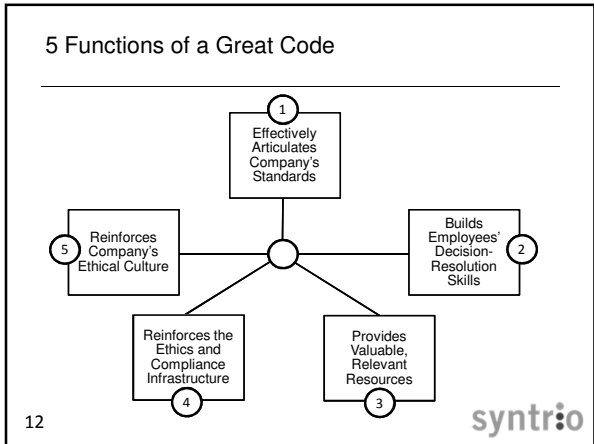 5 Functions of a Great Code
1
Effectively
Articulates
Company's
Standards
Builds
Employees'
Decision-
Resolution
Skills
2
Provides
Valuable,
Relevant
Resources
3
Reinforces the
Ethics and
Compliance
Infrastructure
4
5
Reinforces
Company's
Ethical Culture
12
syntrio